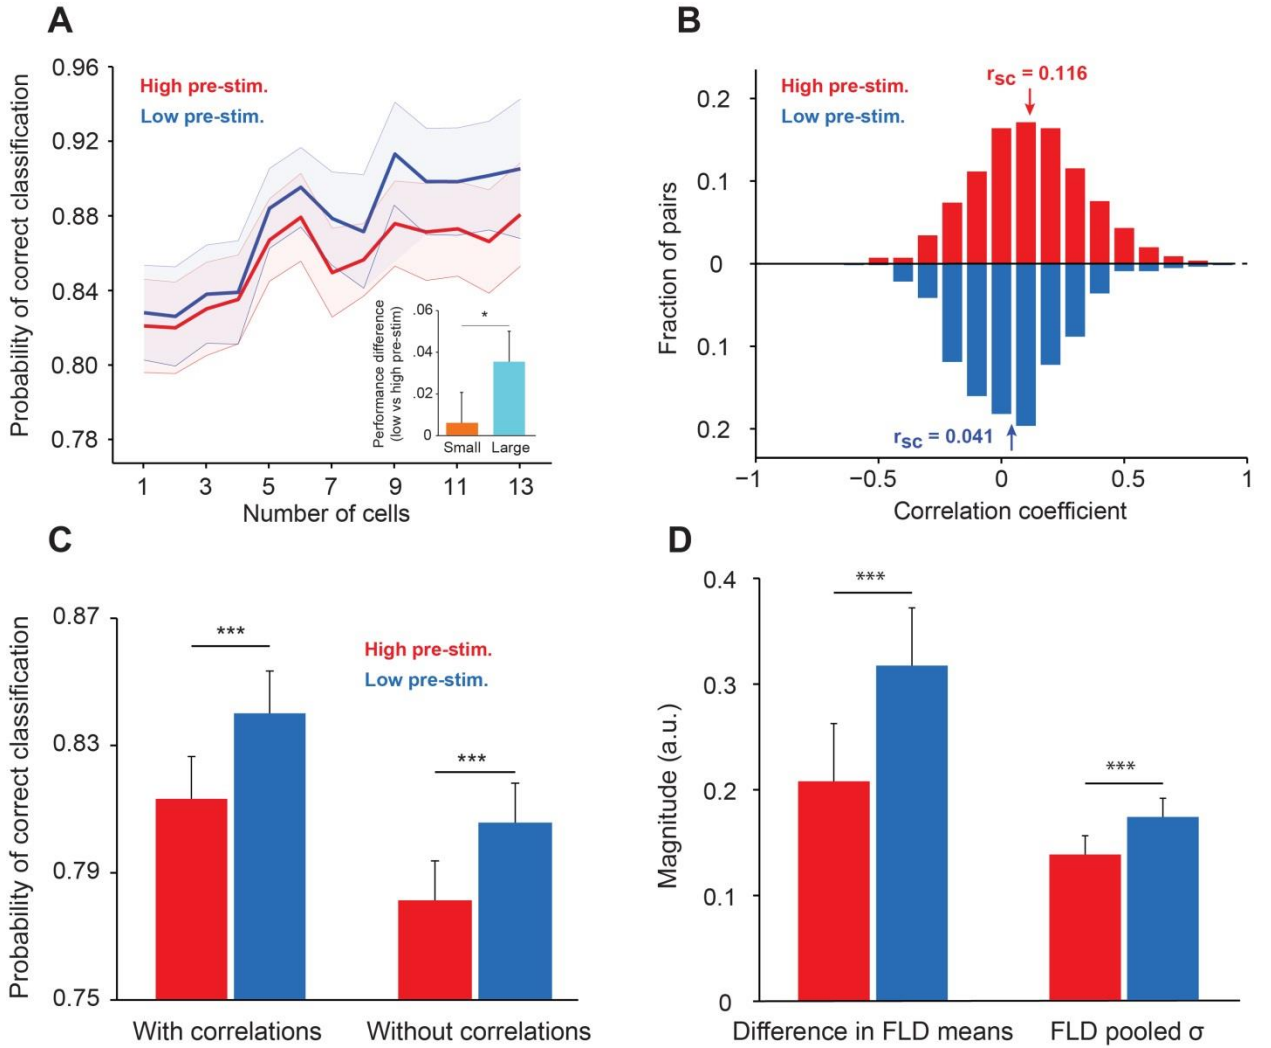 A
Probability of correct classification
0.96
0.92
0.88
0.84
0.80
0.78
High pre-stim.
Low pre-stim.
Performance difference
(low vs high pre-stim)
.06
.04
.02
0
*
Small Large
1 3 5 7 9 11 13
Number of cells
B
Fraction of pairs
0.2
0.1
0
0.1
0.2
High pre-stim.
Low pre-stim.
rsc = 0.116
rsc = 0.041
−1 −0.5 0 0.5 1
Correlation coefficient
C
Probability of correct classification
0.87
0.83
0.79
0.75
***
***
High pre-stim.
Low pre-stim.
With correlations Without correlations
D
Magnitude (a.u.)
0.4
0.3
0.2
0.1
0
***
***
Difference in FLD means FLD pooled σ